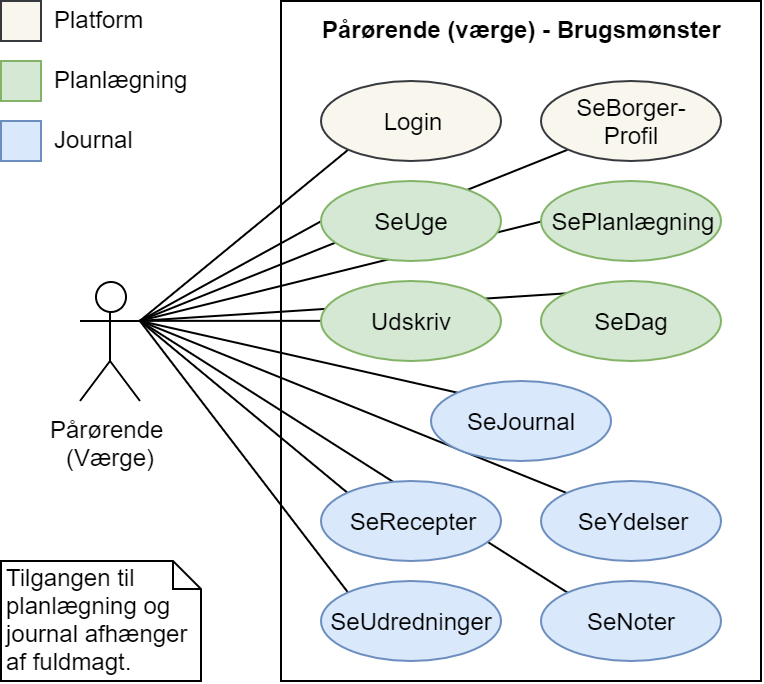 Platform
Planlægning
Journal
Pårørende (værge) - Brugsmønster
Login
SeBorger-
Profil
SeUge
SePlanlægning
Udskriv
SeDag
SeJournal
SeRecepter
SeYdelser
SeUdredninger
SeNoter
Pårørende
(Værge)
Tilgangen til
planlægning og
journal afhænger
af fuldmagt.